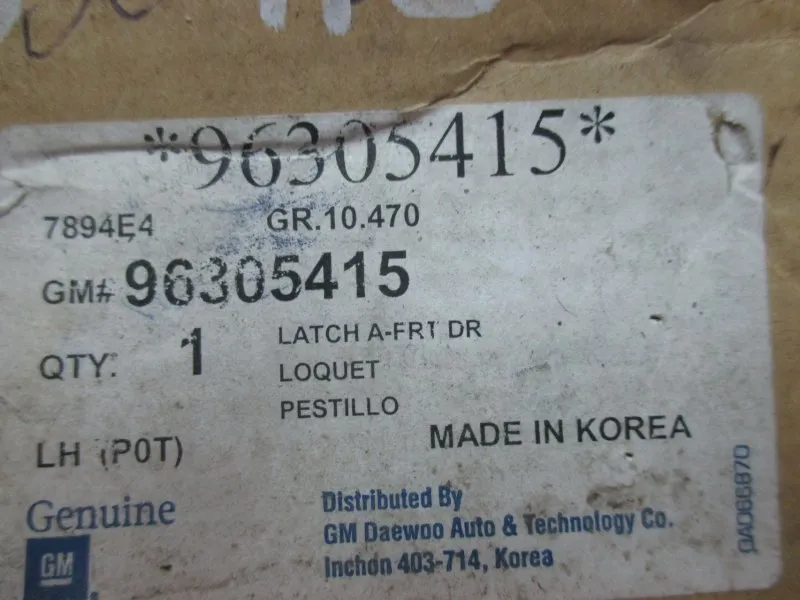 *96305415*
7894E4 GR.10.470
GM# 96305415
QTY: 1 LATCH A-FRT DR
LOQUET
PESTILLO
LH (P0T) MADE IN KOREA
Genuine
GM
Distributed By
GM Daewoo Auto & Technology Co.
Inchon 403-714, Korea